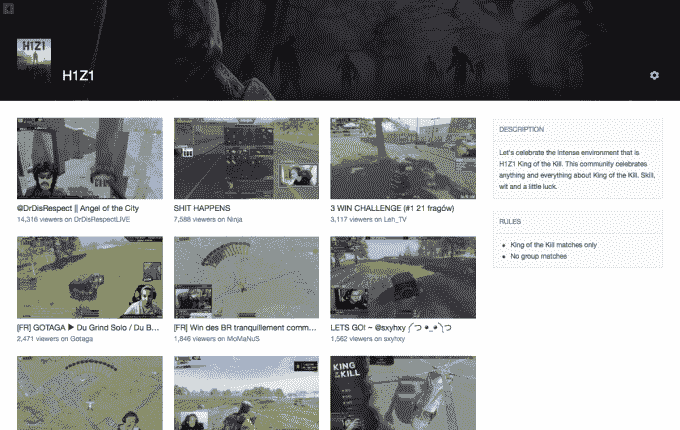 H1Z1
H1Z1
@DrDisRespect || Angel of the City
14,316 viewers on DrDisRespectLIVE
SHIT HAPPENS
7,588 viewers on Ninja
3 WIN CHALLENGE (#1 21 fragów)
3,117 viewers on Leh_TV
DESCRIPTION
Let's celebrate the intense environment that is
H1Z1 King of the Kill. This community celebrates
anything and everything about King of the Kill. Skill,
wit and a little luck.
RULES
King of the Kill matches only
No group matches
[FR] GOTAGA ▶ Du Grind Solo / Du B...
2,471 viewers on Gotaga
[FR] Win des BR tranquillement comm...
1,846 viewers on MoMaNuS
LETS GO! ~ @sxyhxy ༼ つ ◕_◕ ༽つ
1,562 viewers on sxyhxy
KING
OF THE
KILL